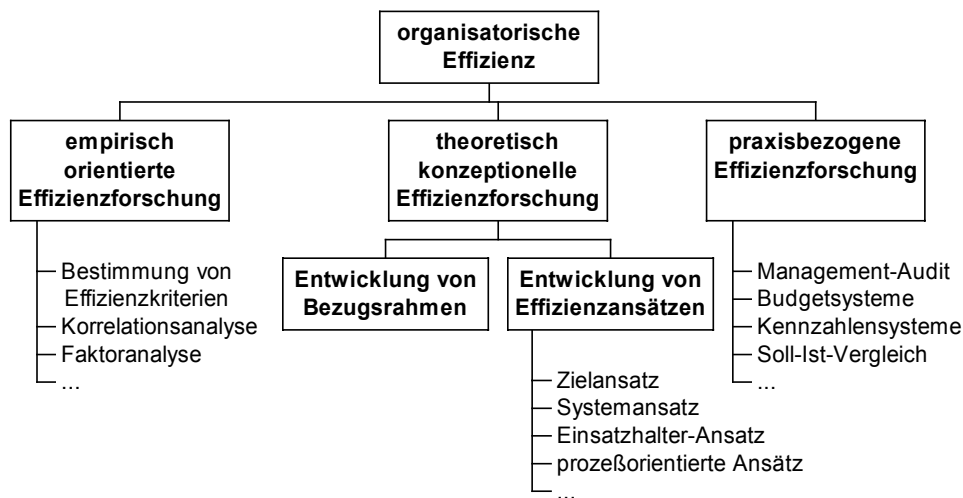 organisatorische
Effizienz
empirisch
orientierte
Effizienzforschung
theoretisch
konzeptionelle
Effizienzforschung
praxisbezogene
Effizienzforschung
Bestimmung von
Effizienzkriterien
Korrelationsanalyse
Faktoranalyse
...
Entwicklung von
Bezugsrahmen
Entwicklung von
Effizienzansätzen
Zielansatz
Systemansatz
Einsatzhalter-Ansatz
prozeßorientierte Ansätz
...
Management-Audit
Budgetsysteme
Kennzahlensysteme
Soll-Ist-Vergleich
...